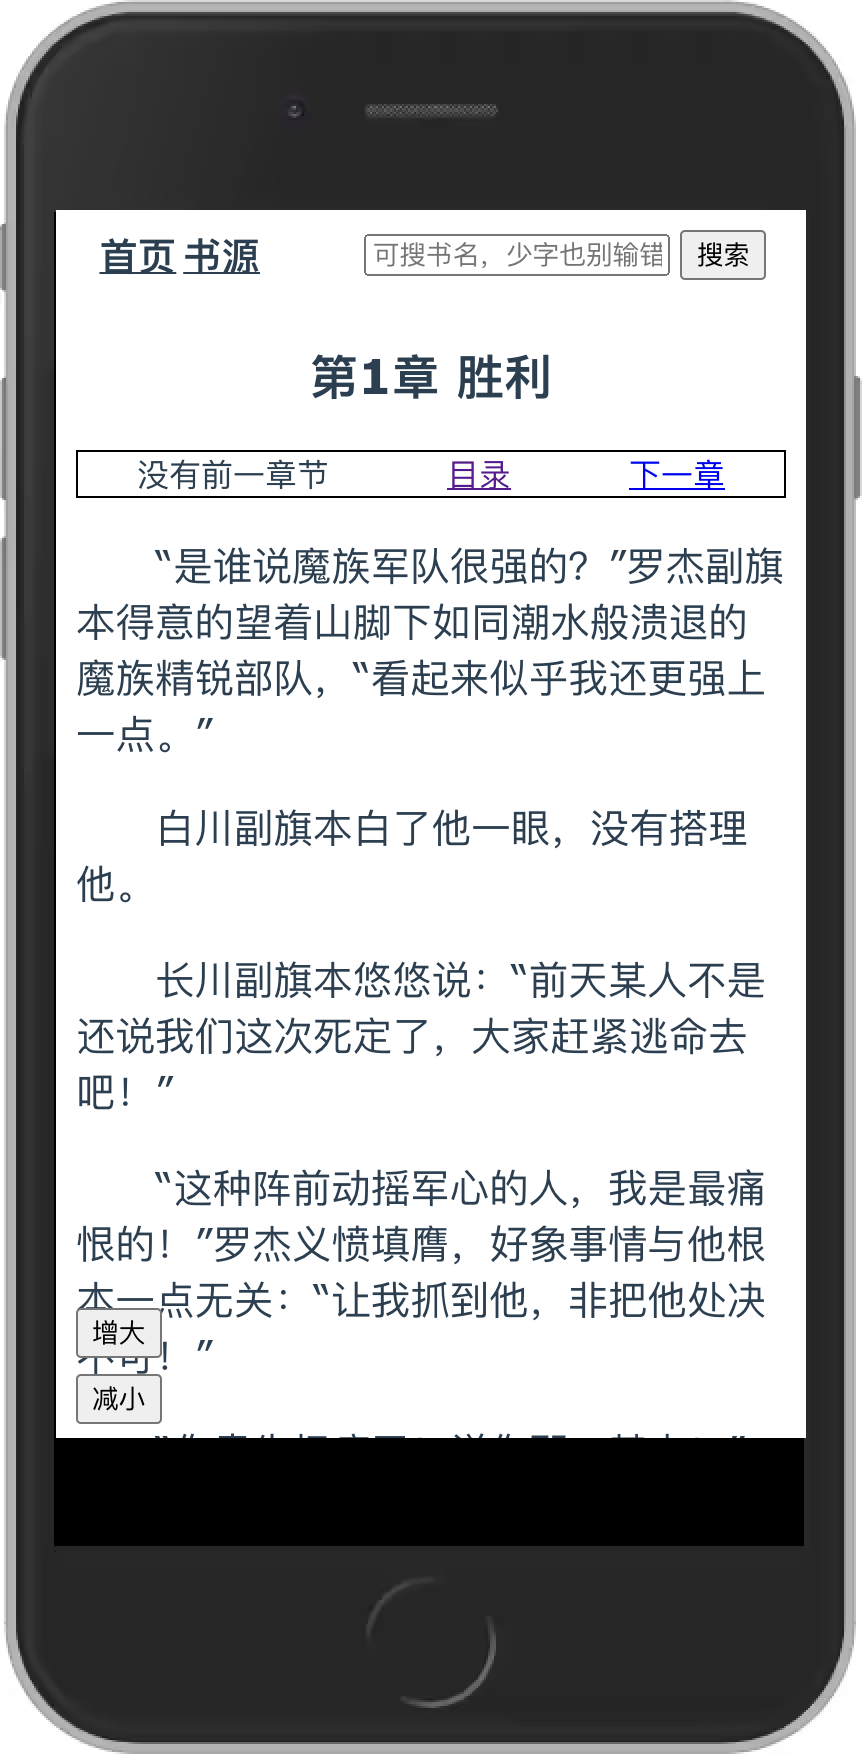 首页 书源 可搜书名，少字也别输错 搜索
第1章 胜利
没有前一章节 目录 下一章
“是谁说魔族军队很强的？”罗杰副旗
本得意的望着山脚下如同潮水般溃退的
魔族精锐部队，“看起来似乎我还更强上
一点。”
白川副旗本白了他一眼，没有搭理
他。
长川副旗本悠悠说：“前天某人不是
还说我们这次死定了，大家赶紧逃命去
吧！”
“这种阵前动摇军心的人，我是最痛
恨的！”罗杰义愤填膺，好象事情与他根
本一点无关：“让我抓到他，非把他处决
不可！”
增大
减小